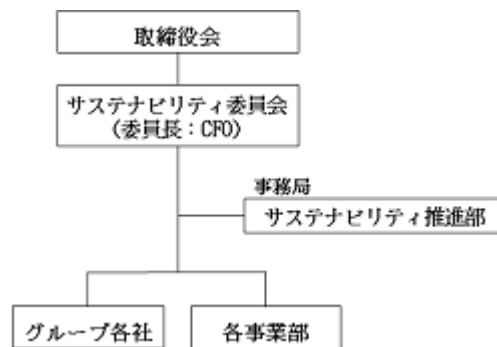 取締役会
サステナビリティ委員会
(委員長：CFO)
事務局
サステナビリティ推進部
グループ各社
各事業部